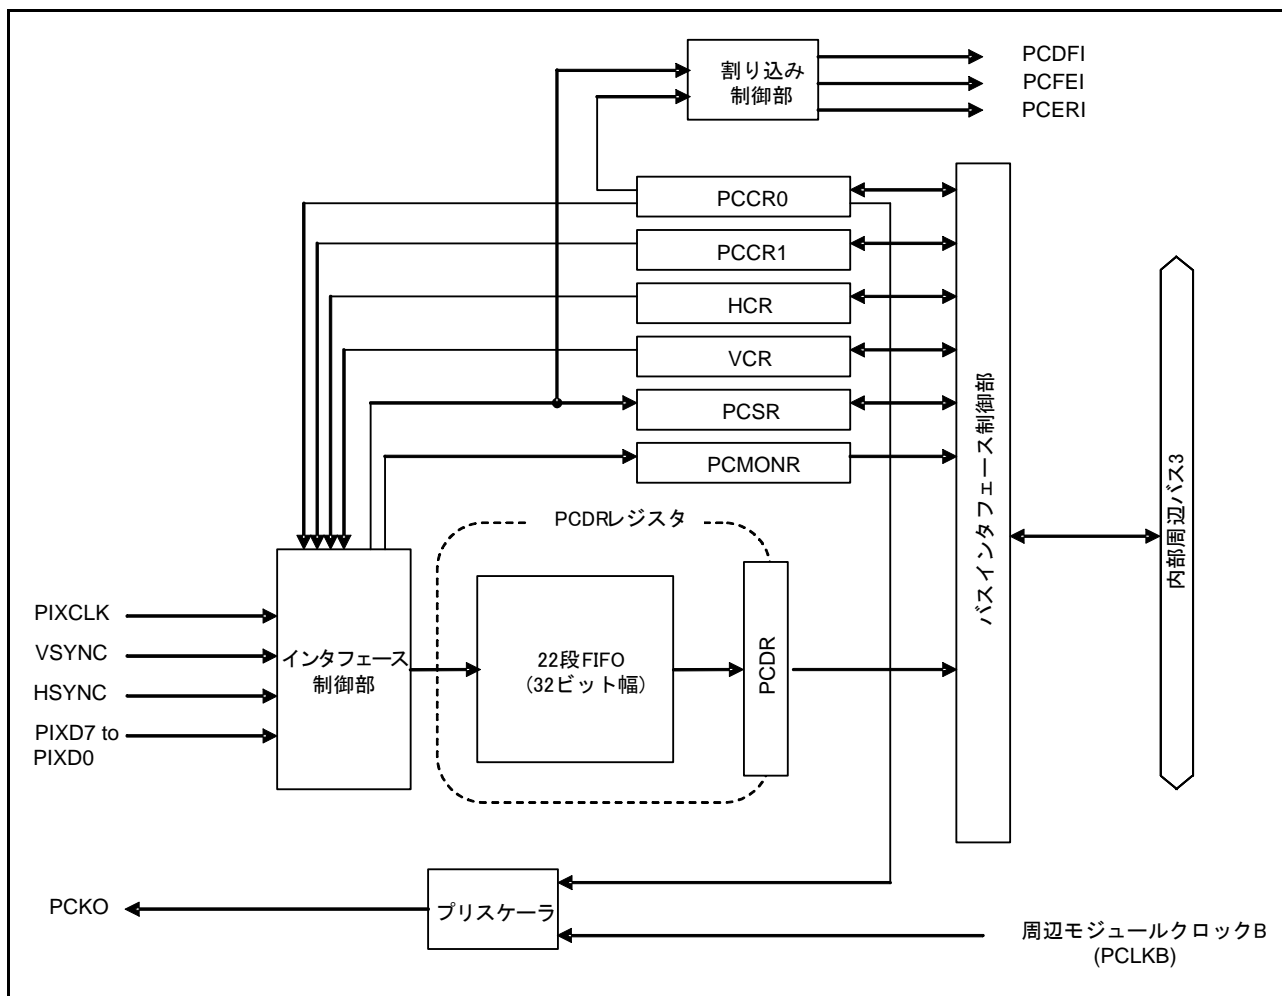 割り込み
制御部
PCDFI
PCFEI
PCERI
PCCR0
PCCR1
HCR
VCR
PCSR
PCMONR
バスインタフェース制御部
内部周辺バス3
PCDRレジスタ
PIXCLK
VSYNC
HSYNC
PIXD7 to
PIXD0
インタフェース
制御部
22段FIFO
(32ビット幅)
PCDR
PCKO
プリスケーラ
周辺モジュールクロックB
(PCLKB)